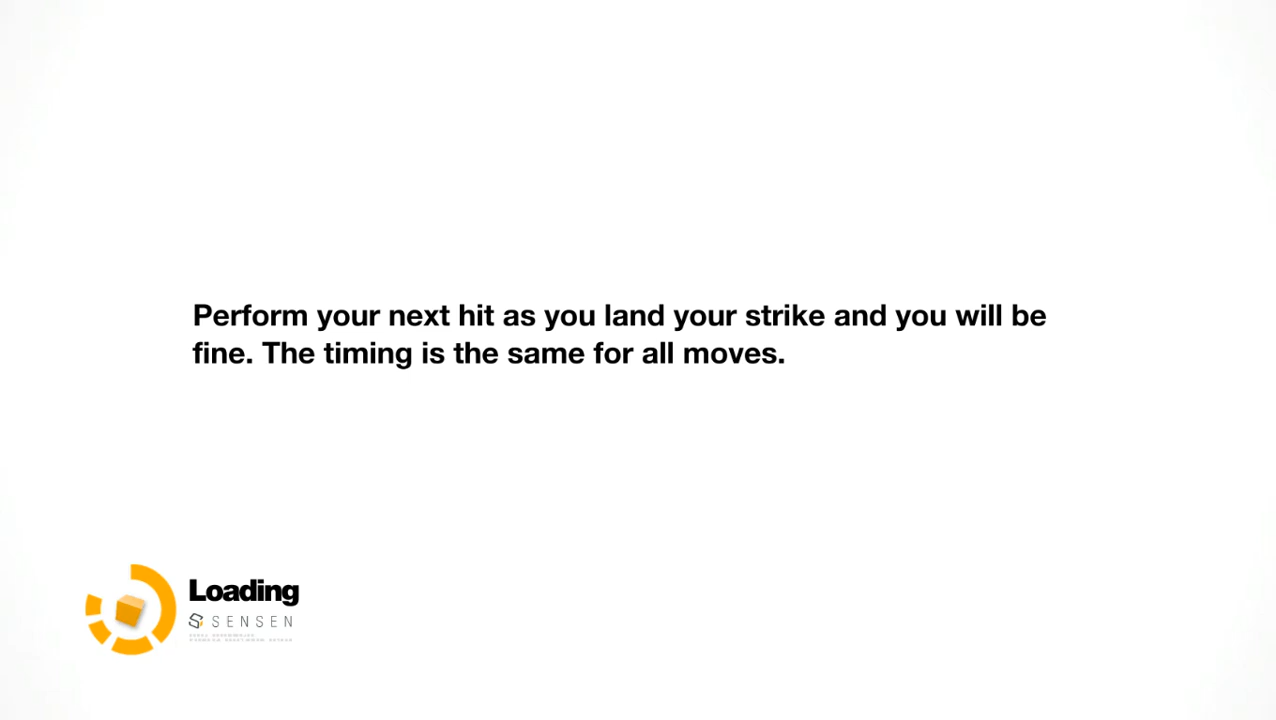 Perform your next hit as you land your strike and you will be
fine. The timing is the same for all moves.
Loading
SENSEN